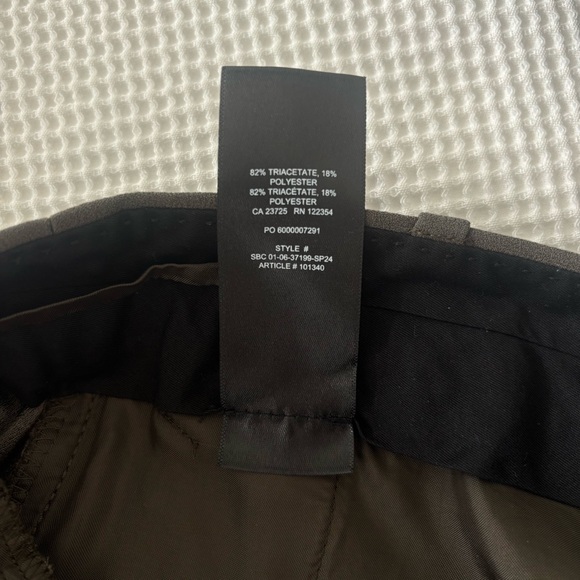 82% TRIACETATE, 18%
POLYESTER
82% TRIACÉTATE, 18%
POLYESTER
CA 23725 RN 122354
PO 6000007291
STYLE #
SBC 01-06-37199-SP24
ARTICLE # 101340